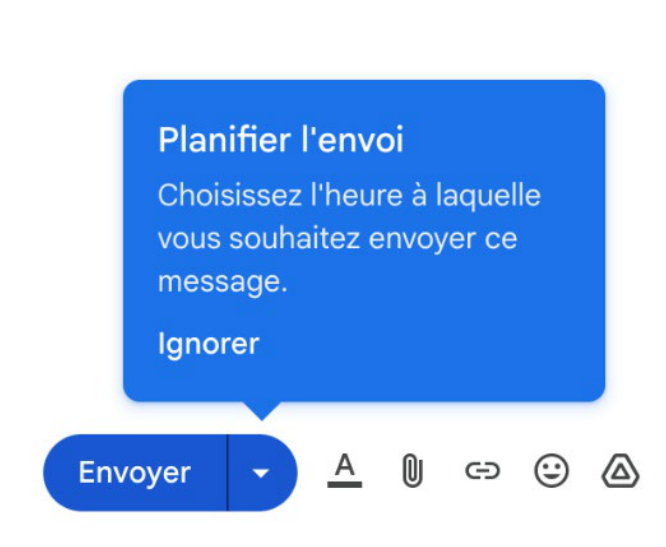 Planifier l'envoi
Choisissez l'heure à laquelle
vous souhaitez envoyer ce
message.
Ignorer
Envoyer
A